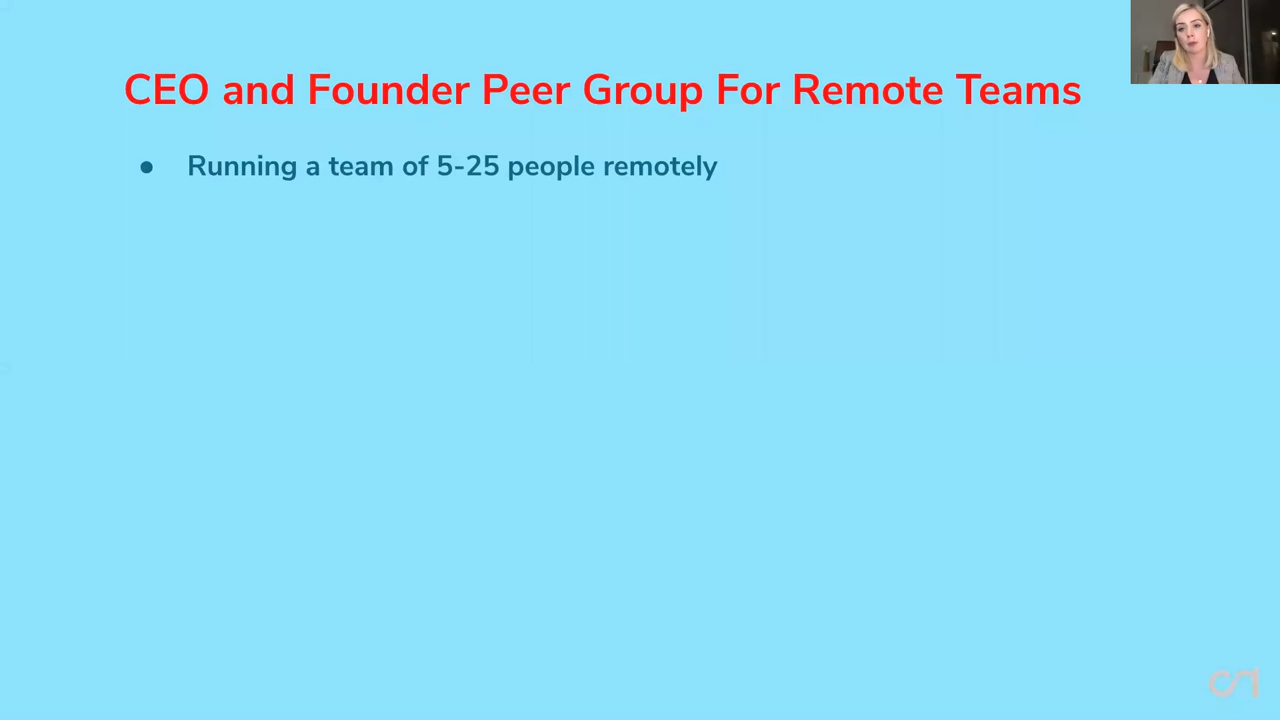 CEO and Founder Peer Group For Remote Teams
● Running a team of 5-25 people remotely